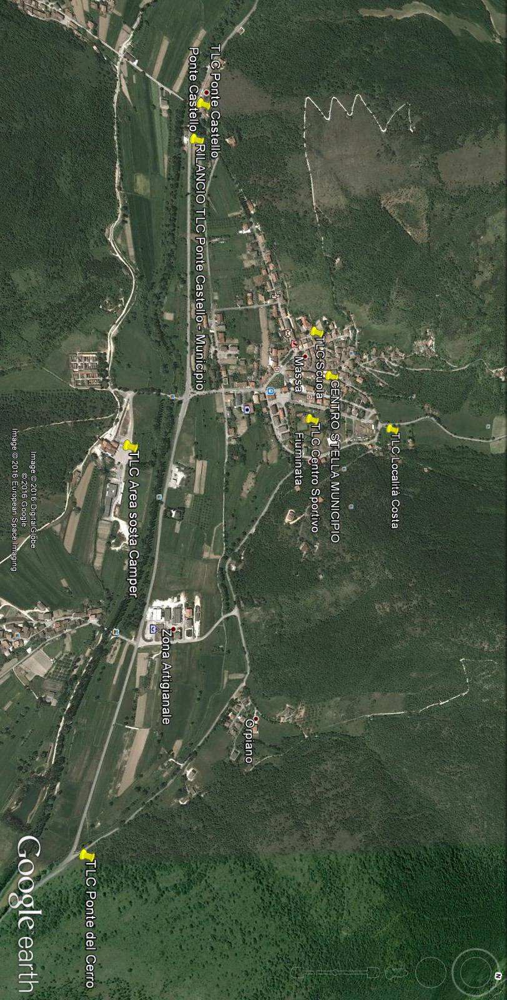 TLC Località Costa
CENTRO STELLA MUNICIPIO
TLC Scuola
TLC Centro Sportivo
Massa
Fiuminata
Orpiano
TLC Ponte Castello
RILANCIO TLC Ponte Castello - Municipio
Ponte Castello
Zona Artigianale
TLC Area sosta Camper
TLC Ponte del Cerro
Image © 2016 DigitalGlobe
© 2016 Google
Image © 2016 European Space Imaging
Google earth
N